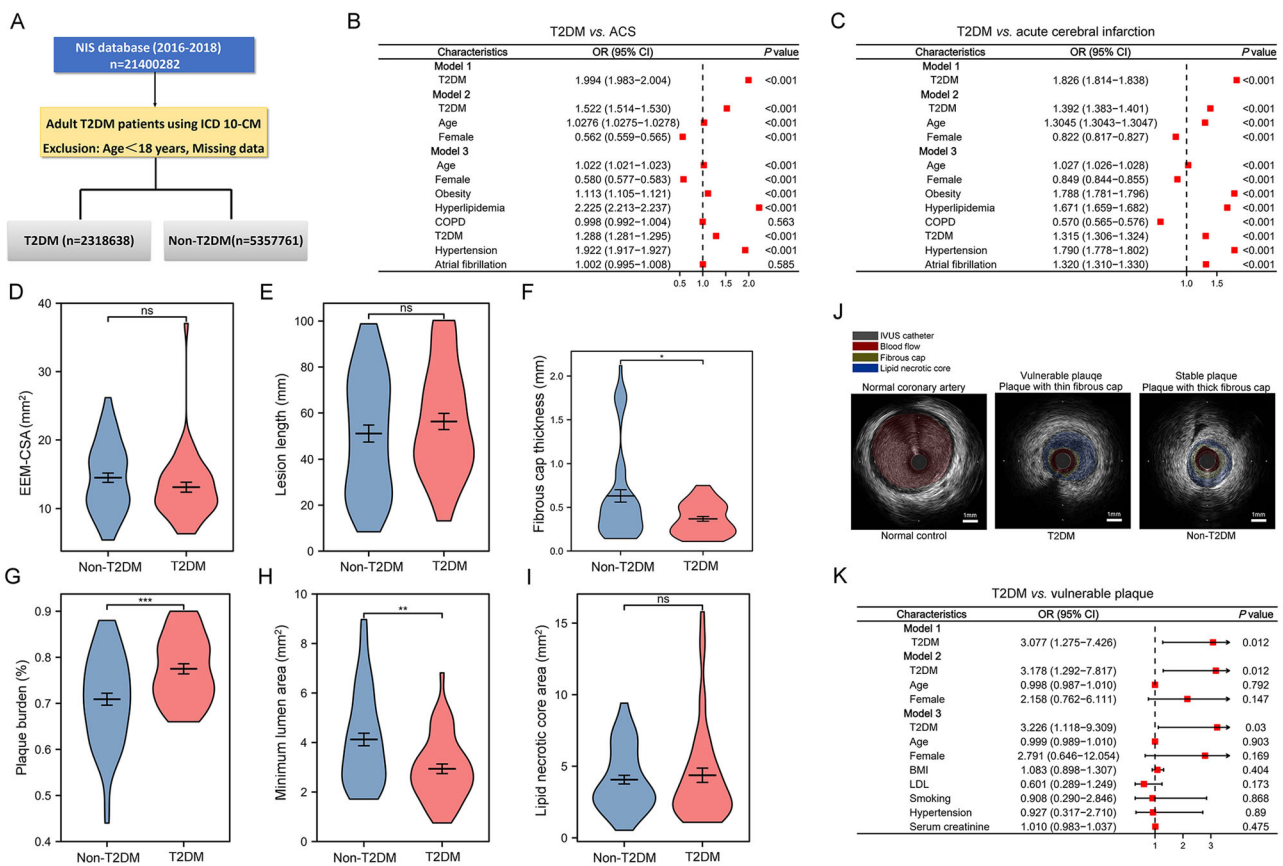 A
NIS database (2016-2018)
n=21400282
Adult T2DM patients using ICD 10-CM
Exclusion: Age<18 years, Missing data
T2DM (n=2318638)
Non-T2DM(n=5357761)
B
T2DM vs. ACS
Characteristics OR (95% CI) P value
Model 1
T2DM 1.994 (1.983−2.004) <0.001
Model 2
T2DM 1.522 (1.514−1.530) <0.001
Age 1.0276 (1.0275−1.0278) <0.001
Female 0.562 (0.559−0.565) <0.001
Model 3
Age 1.022 (1.021−1.023) <0.001
Female 0.580 (0.577−0.583) <0.001
Obesity 1.113 (1.105−1.121) <0.001
Hyperlipidemia 2.225 (2.213−2.237) <0.001
COPD 0.998 (0.992−1.004) 0.563
T2DM 1.288 (1.281−1.295) <0.001
Hypertension 1.922 (1.917−1.927) <0.001
Atrial fibrillation 1.002 (0.995−1.008) 0.585
0.5 1.0 1.5 2.0
C
T2DM vs. acute cerebral infarction
Characteristics OR (95% CI) P value
Model 1
T2DM 1.826 (1.814−1.838) <0.001
Model 2
T2DM 1.392 (1.383−1.401) <0.001
Age 1.3045 (1.3043−1.3047) <0.001
Female 0.822 (0.817−0.827) <0.001
Model 3
Age 1.027 (1.026−1.028) <0.001
Female 0.849 (0.844−0.855) <0.001
Obesity 1.788 (1.781−1.796) <0.001
Hyperlipidemia 1.671 (1.659−1.682) <0.001
COPD 0.570 (0.565−0.576) <0.001
T2DM 1.315 (1.306−1.324) <0.001
Hypertension 1.790 (1.778−1.802) <0.001
Atrial fibrillation 1.320 (1.310−1.330) <0.001
1.0 1.5
D
EEM-CSA (mm²)
40
30
20
10
ns
Non-T2DM T2DM
E
Lesion length (mm)
100
80
60
40
20
0
ns
Non-T2DM T2DM
F
Fibrous cap thickness (mm)
2.0
1.5
1.0
0.5
0.0
*
Non-T2DM T2DM
G
Plaque burden (%)
0.9
0.8
0.7
0.6
0.5
0.4
***
Non-T2DM T2DM
H
Minimum lumen area (mm²)
10
8
6
4
2
0
**
Non-T2DM T2DM
I
Lipid necrotic core area (mm²)
15
10
5
0
ns
Non-T2DM T2DM
J
IVUS catheter
Blood flow
Fibrous cap
Lipid necrotic core
Normal coronary artery
Vulnerable plauqe
Plaque with thin fibrous cap
Stable plaque
Plaque with thick fibrous cap
1mm
1mm
1mm
Normal control
T2DM
Non-T2DM
K
T2DM vs. vulnerable plaque
Characteristics OR (95% CI) P value
Model 1
T2DM 3.077 (1.275-7.426) 0.012
Model 2
T2DM 3.178 (1.292-7.817) 0.012
Age 0.998 (0.987-1.010) 0.792
Female 2.158 (0.762-6.111) 0.147
Model 3
T2DM 3.226 (1.118-9.309) 0.03
Age 0.999 (0.989-1.010) 0.903
Female 2.791 (0.646-12.054) 0.169
BMI 1.083 (0.898-1.307) 0.404
LDL 0.601 (0.289-1.249) 0.173
Smoking 0.908 (0.290-2.846) 0.868
Hypertension 0.927 (0.317-2.710) 0.89
Serum creatinine 1.010 (0.983-1.037) 0.475
1 2 3